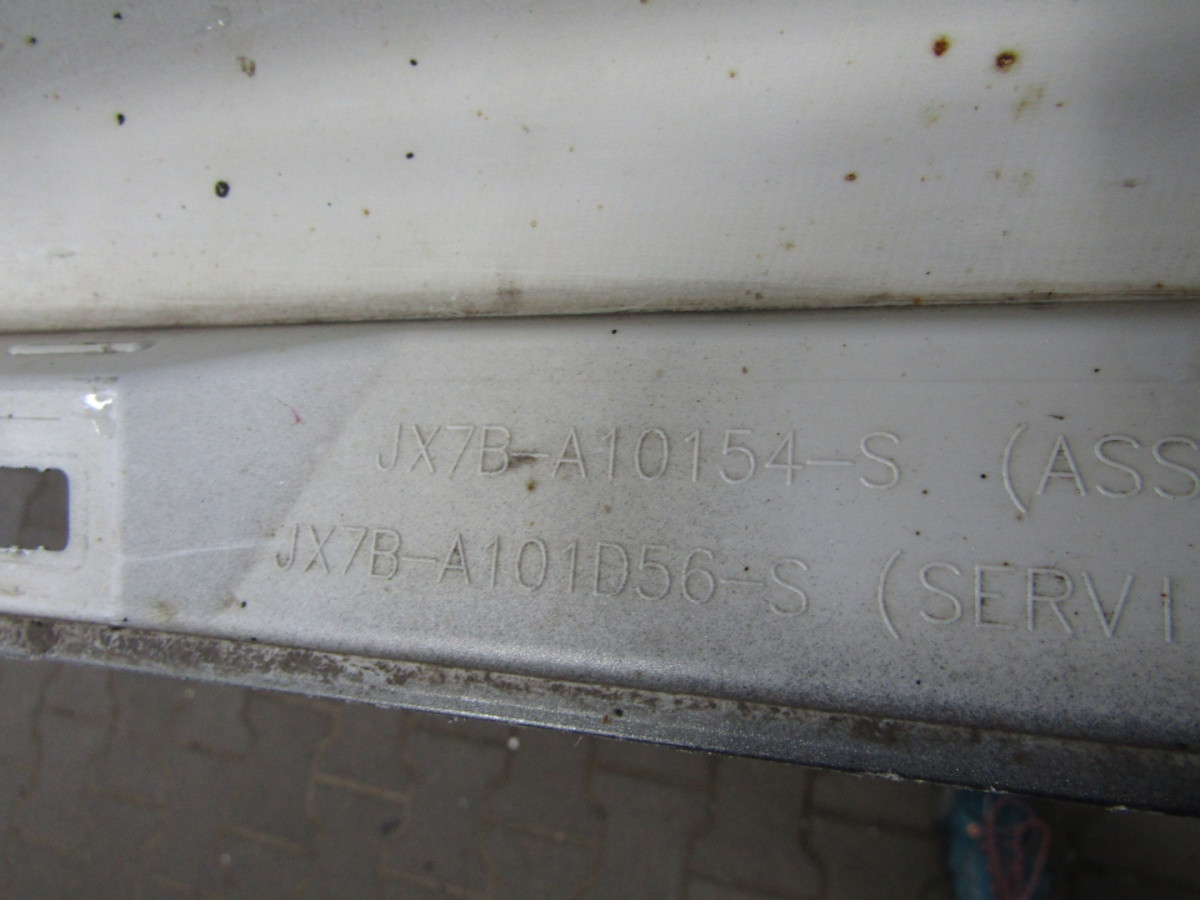 JX7B-A10154-S (ASS
JX7B-A101D56-S (SERVI